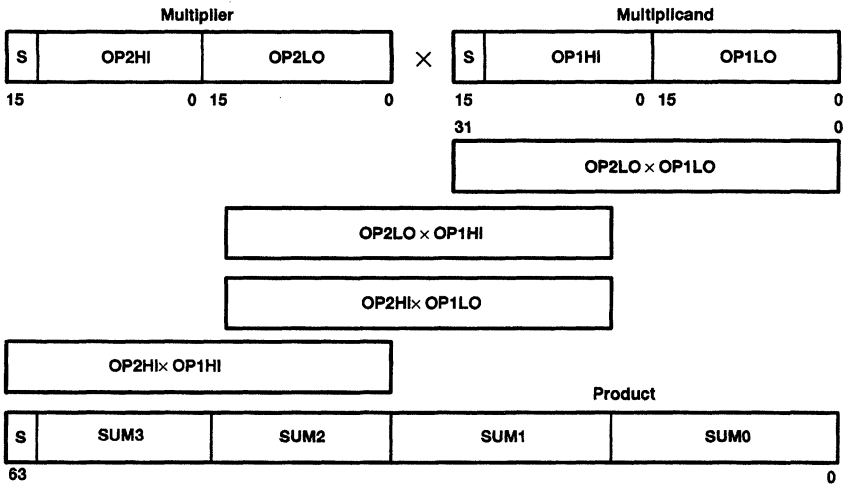 Multiplier Multiplicand
S OP2HI OP2LO × S OP1HI OP1LO
15 0 15 0 15 0 15 0
31 0
OP2LO × OP1LO
OP2LO × OP1HI
OP2HI× OP1LO
OP2HI× OP1HI
Product
S SUM3 SUM2 SUM1 SUM0
63 0